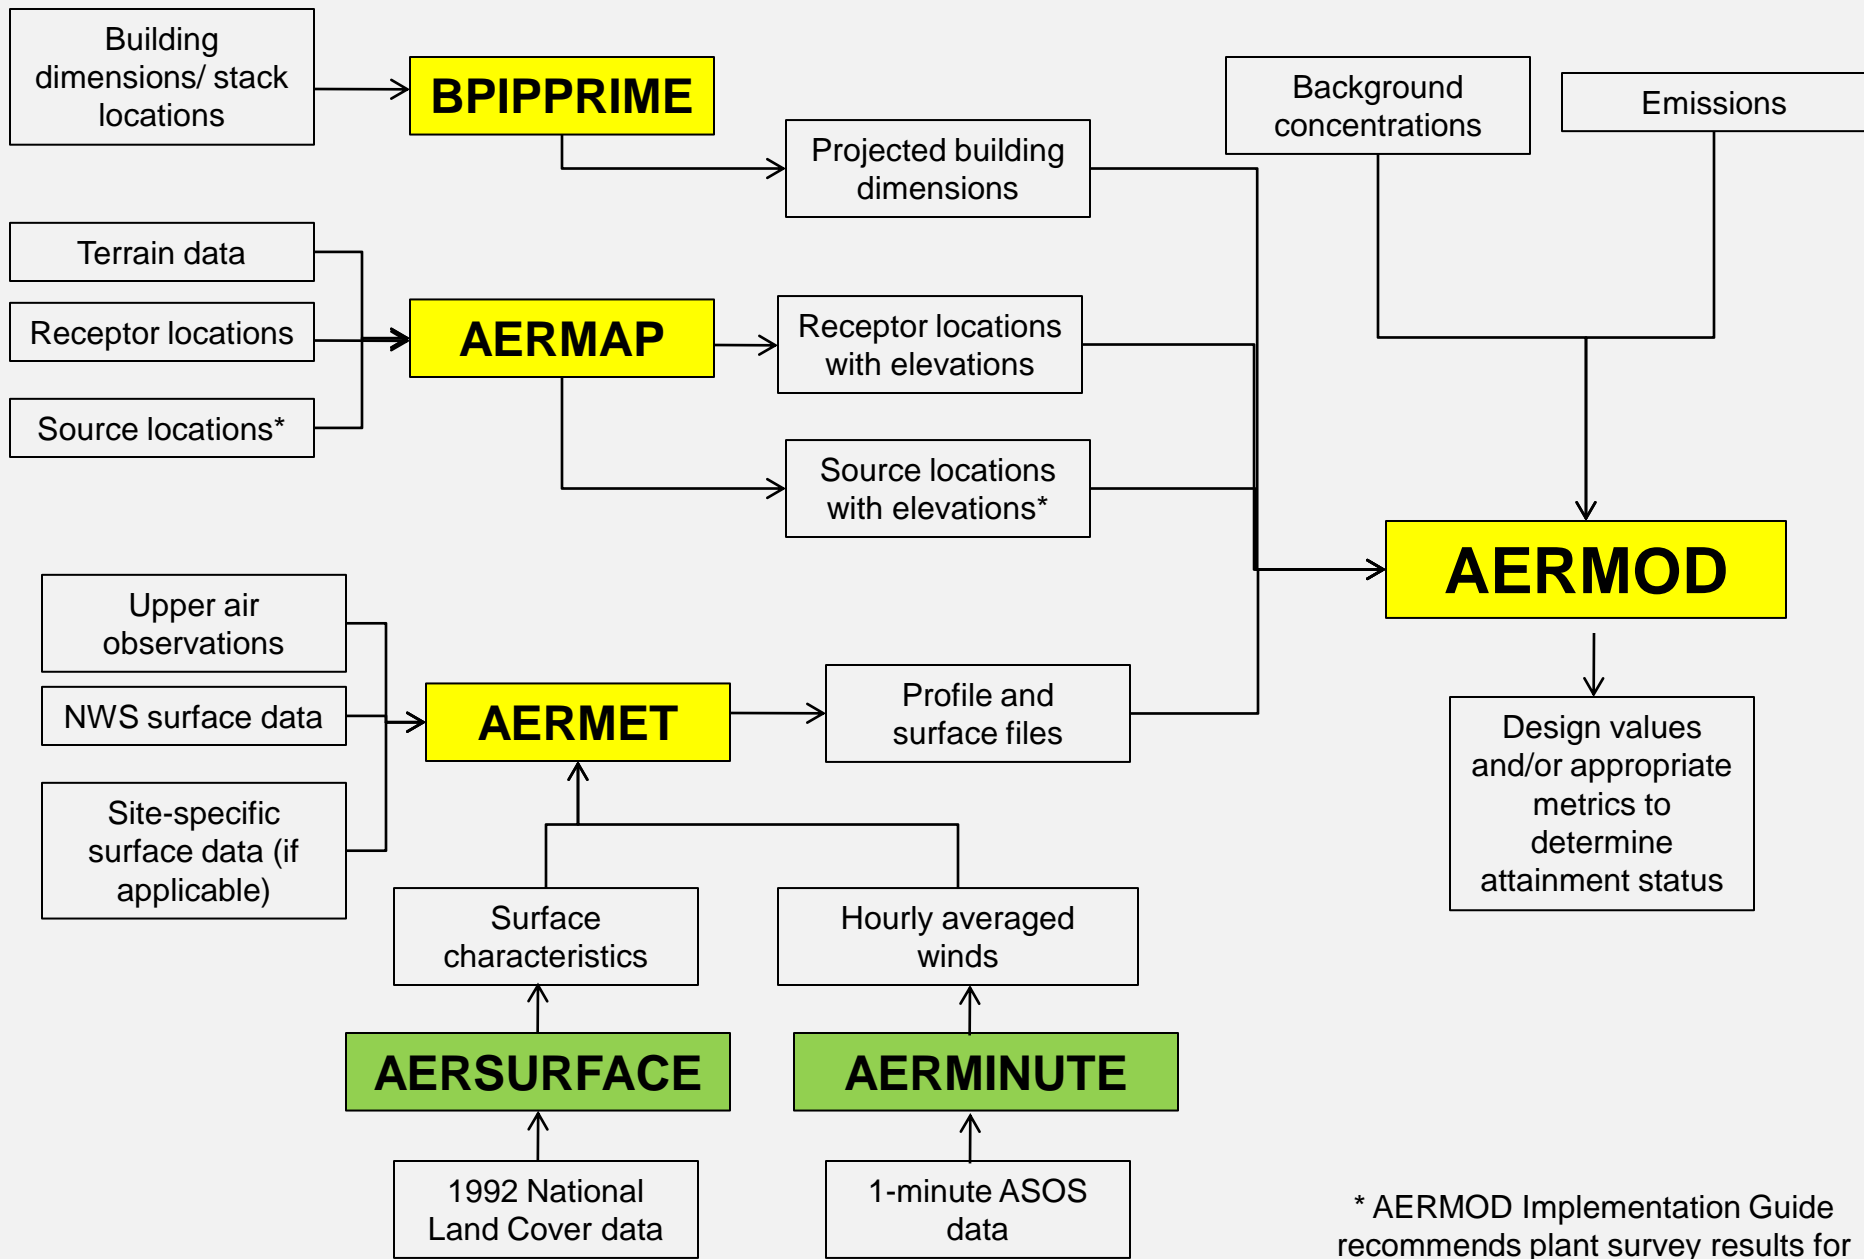 Building
dimensions/ stack
locations
BPIPPRIME
Projected building
dimensions
Background
concentrations
Emissions
Terrain data
Receptor locations
Source locations*
AERMAP
Receptor locations
with elevations
Source locations
with elevations*
AERMOD
Upper air
observations
NWS surface data
Site-specific
surface data (if
applicable)
AERMET
Profile and
surface files
Design values
and/or appropriate
metrics to
determine
attainment status
Surface
characteristics
Hourly averaged
winds
AERSURFACE
AERMINUTE
1992 National
Land Cover data
1-minute ASOS
data
* AERMOD Implementation Guide
recommends plant survey results for